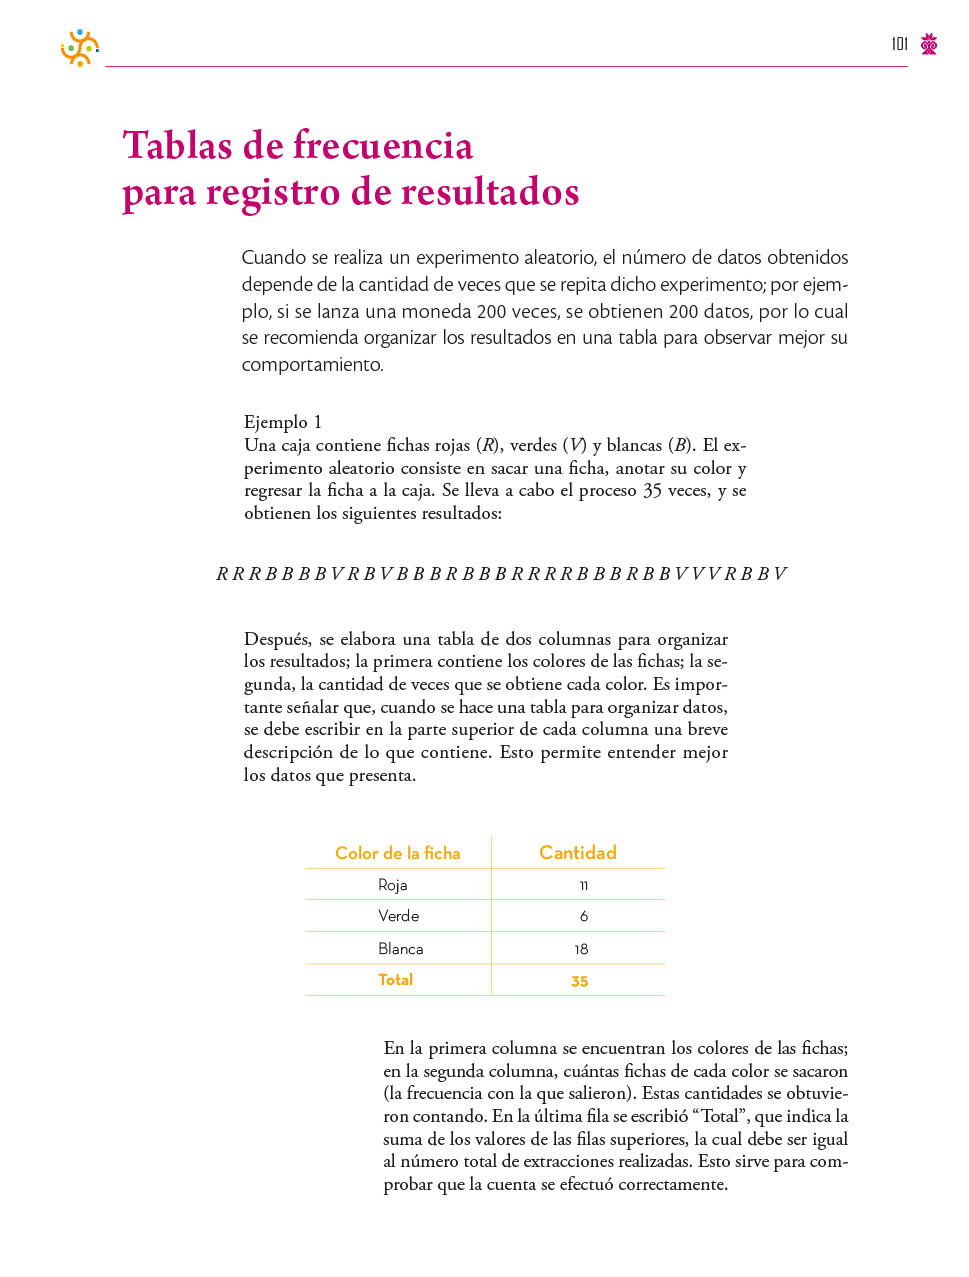 101
Tablas de frecuencia
para registro de resultados
Cuando se realiza un experimento aleatorio, el número de datos obtenidos
depende de la cantidad de veces que se repita dicho experimento; por ejem-
plo, si se lanza una moneda 200 veces, se obtienen 200 datos, por lo cual
se recomienda organizar los resultados en una tabla para observar mejor su
comportamiento.
Ejemplo 1
Una caja contiene fichas rojas (R), verdes (V) y blancas (B). El ex-
perimento aleatorio consiste en sacar una ficha, anotar su color y
regresar la ficha a la caja. Se lleva a cabo el proceso 35 veces, y se
obtienen los siguientes resultados:
R R R B B B B V R B V B B B R B B B R R R R B B B R B B V V V R B B V
Después, se elabora una tabla de dos columnas para organizar
los resultados; la primera contiene los colores de las fichas; la se-
gunda, la cantidad de veces que se obtiene cada color. Es impor-
tante señalar que, cuando se hace una tabla para organizar datos,
se debe escribir en la parte superior de cada columna una breve
descripción de lo que contiene. Esto permite entender mejor
los datos que presenta.
Color de la ficha Cantidad
Roja 11
Verde 6
Blanca 18
Total 35
En la primera columna se encuentran los colores de las fichas;
en la segunda columna, cuántas fichas de cada color se sacaron
(la frecuencia con la que salieron). Estas cantidades se obtuvie-
ron contando. En la última fila se escribió “Total”, que indica la
suma de los valores de las filas superiores, la cual debe ser igual
al número total de extracciones realizadas. Esto sirve para com-
probar que la cuenta se efectuó correctamente.